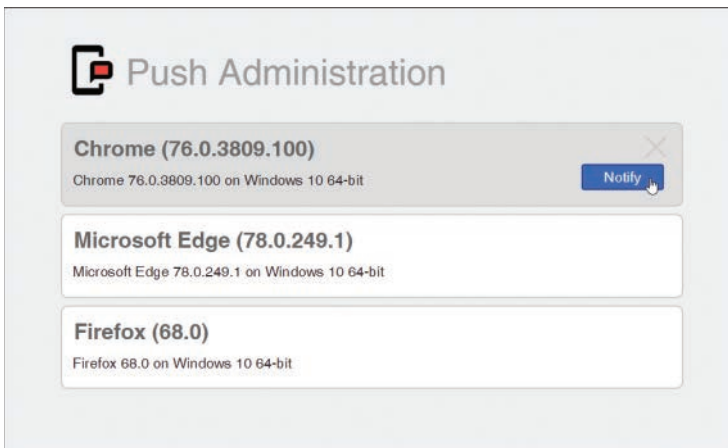 Push Administration
Chrome (76.0.3809.100)
Chrome 76.0.3809.100 on Windows 10 64-bit
Notify
Microsoft Edge (78.0.249.1)
Microsoft Edge 78.0.249.1 on Windows 10 64-bit
Firefox (68.0)
Firefox 68.0 on Windows 10 64-bit